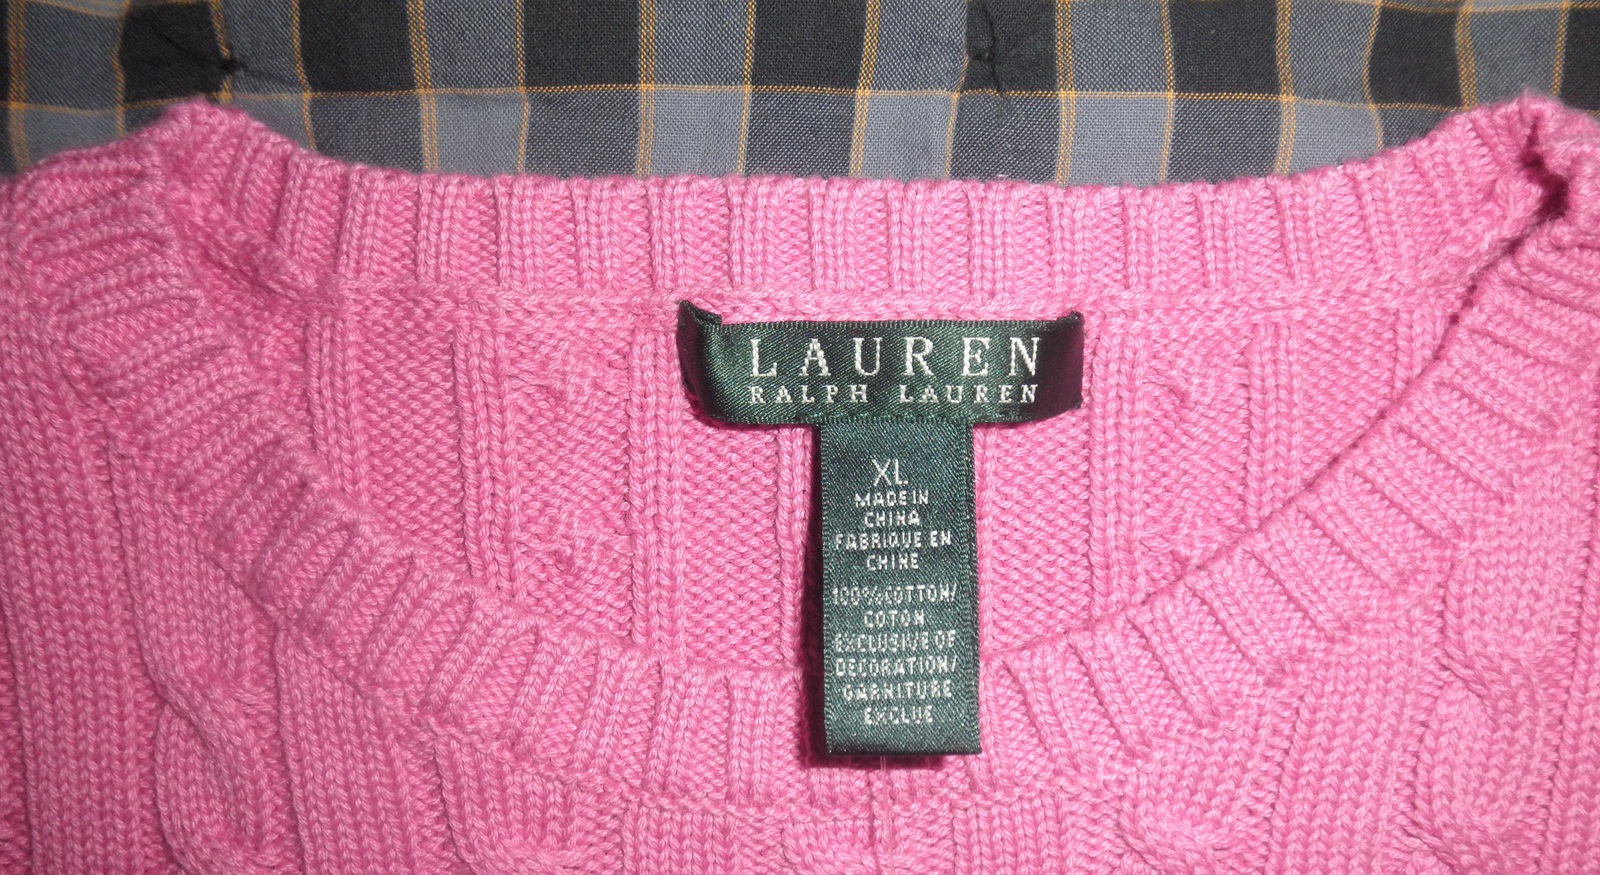 LAUREN
RALPH LAUREN
XL
MADE IN
CHINA
FABRIQUE EN
CHINE
100% COTTON/
COTON
EXCLUSIVE OF
DECORATION/
GARNITURE
EXCLUE